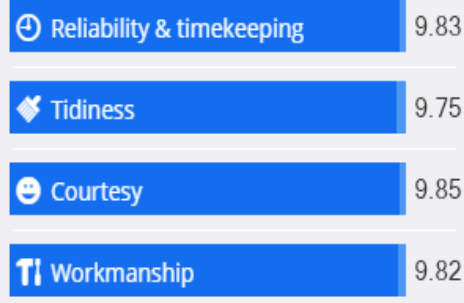 Reliability & timekeeping 9.83
Tidiness 9.75
Courtesy 9.85
Workmanship 9.82